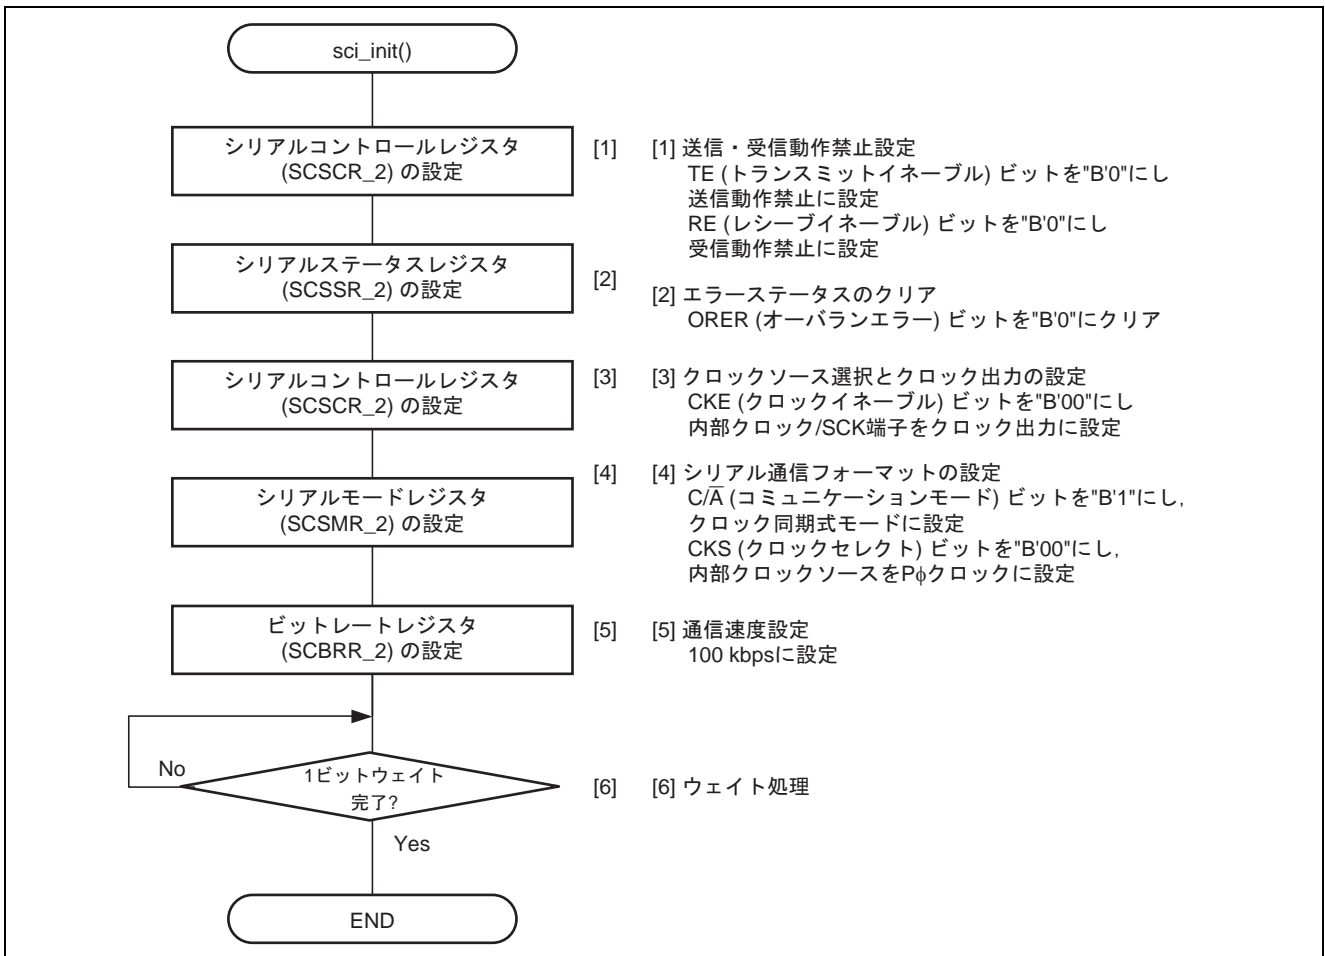 sci_init()
シリアルコントロールレジスタ
(SCSCR_2) の設定
[1]
[1] 送信・受信動作禁止設定
TE (トランスミットイネーブル) ビットを"B'0"にし
送信動作禁止に設定
RE (レシーブイネーブル) ビットを"B'0"にし
受信動作禁止に設定
シリアルステータスレジスタ
(SCSSR_2) の設定
[2]
[2] エラーステータスのクリア
ORER (オーバランエラー) ビットを"B'0"にクリア
シリアルコントロールレジスタ
(SCSCR_2) の設定
[3]
[3] クロックソース選択とクロック出力の設定
CKE (クロックイネーブル) ビットを"B'00"にし
内部クロック/SCK端子をクロック出力に設定
シリアルモードレジスタ
(SCSMR_2) の設定
[4]
[4] シリアル通信フォーマットの設定
C/A̅ (コミュニケーションモード) ビットを"B'1"にし,
クロック同期式モードに設定
CKS (クロックセレクト) ビットを"B'00"にし,
内部クロックソースをPφクロックに設定
ビットレートレジスタ
(SCBRR_2) の設定
[5]
[5] 通信速度設定
100 kbpsに設定
No
1ビットウェイト
完了?
[6]
[6] ウェイト処理
Yes
END